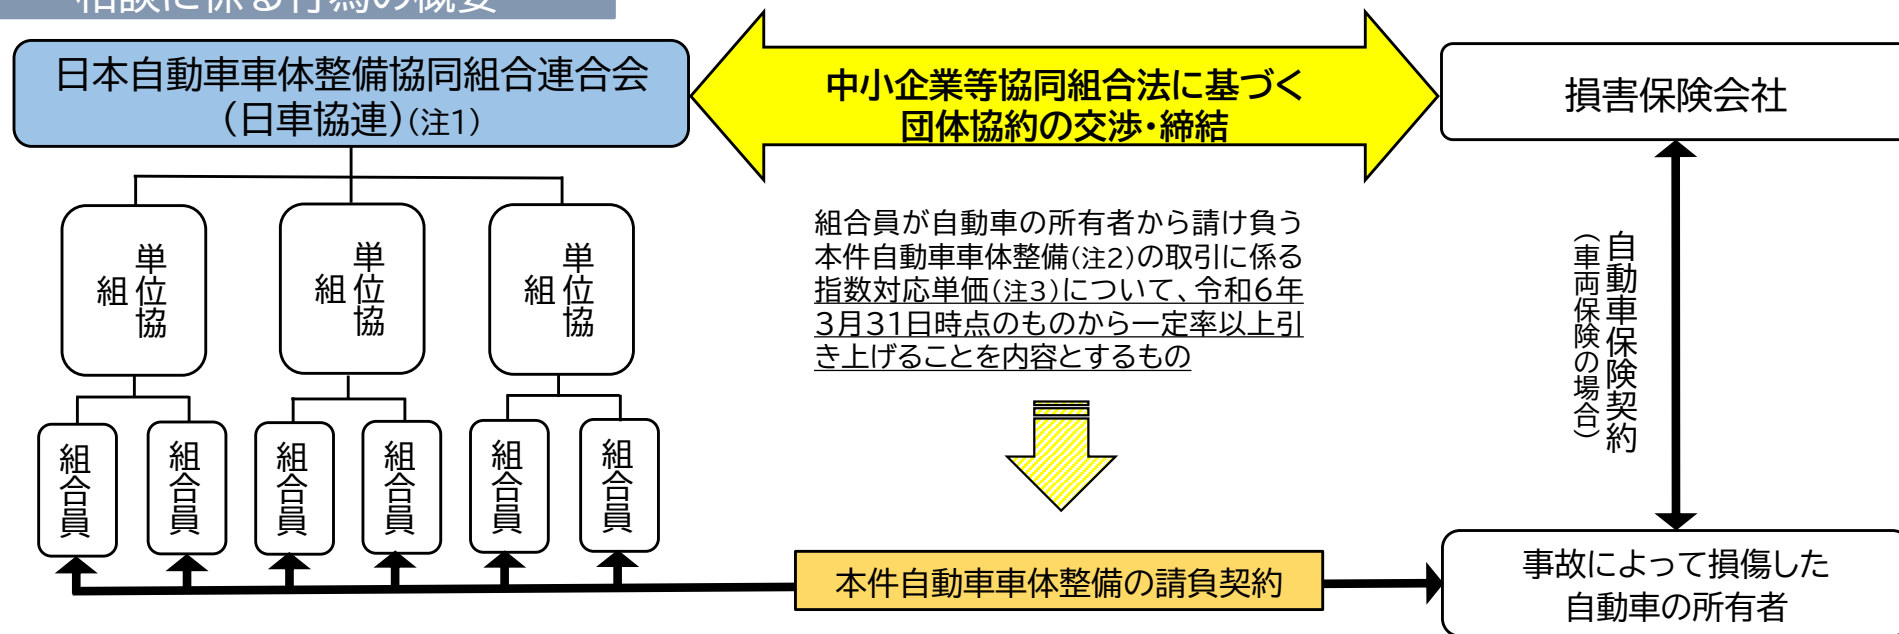 相談に係る行為の概要
日本自動車車体整備協同組合連合会
(日車協連)(注1)
中小企業等協同組合法に基づく
団体協約の交渉・締結
損害保険会社
単位協組
単位協組
単位協組
組合員が自動車の所有者から請け負う
本件自動車車体整備(注2)の取引に係る
指数対応単価(注3)について、令和6年
3月31日時点のものから一定率以上引
き上げることを内容とするもの
自動車保険契約
(車両保険の場合)
組合員
組合員
組合員
組合員
組合員
組合員
本件自動車車体整備の請負契約
事故によって損傷した
自動車の所有者